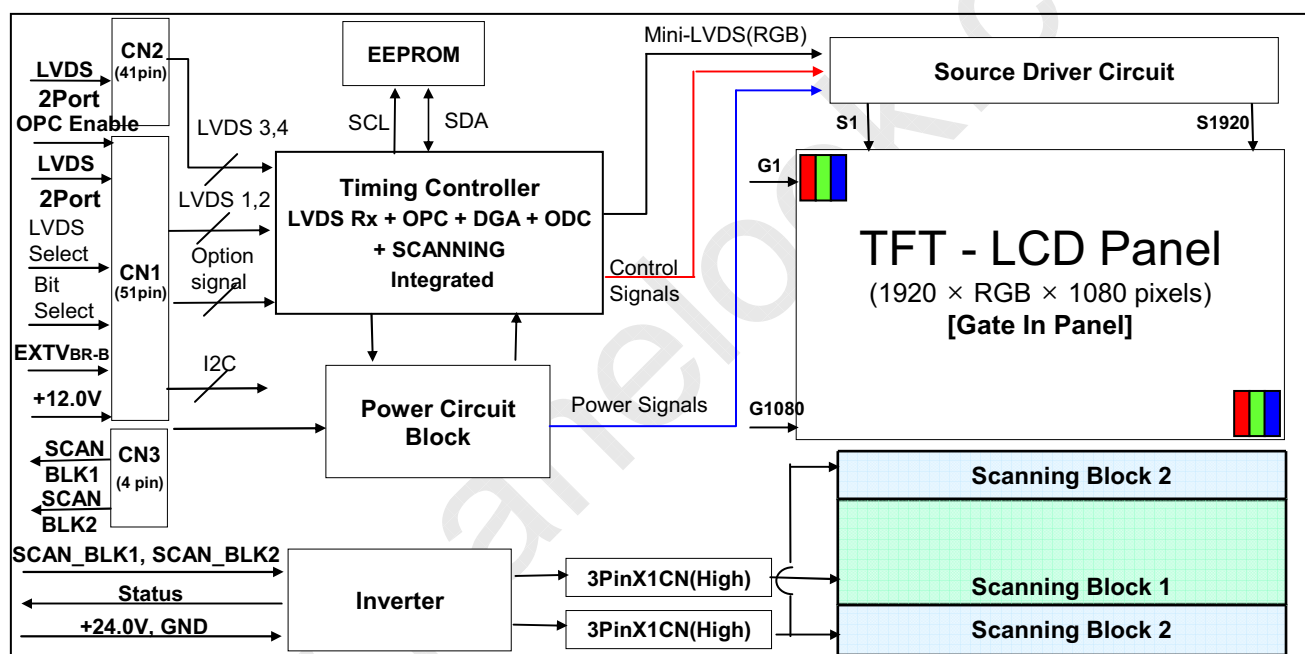 CN2
(41pin)
LVDS
2Port
OPC Enable
LVDS
2Port
LVDS
Select
Bit
Select
EXTVBR-B
+12.0V
CN1
(51pin)
LVDS 3,4
LVDS 1,2
Option
signal
I2C
EEPROM
SCL
SDA
Timing Controller
LVDS Rx + OPC + DGA + ODC
+ SCANNING
Integrated
Mini-LVDS(RGB)
Control
Signals
Source Driver Circuit
S1
S1920
G1
TFT - LCD Panel
(1920 × RGB × 1080 pixels)
[Gate In Panel]
G1080
Power Circuit
Block
Power Signals
SCAN
BLK1
SCAN
BLK2
CN3
(4 pin)
SCAN_BLK1, SCAN_BLK2
Status
+24.0V, GND
Inverter
3PinX1CN(High)
3PinX1CN(High)
Scanning Block 2
Scanning Block 1
Scanning Block 2